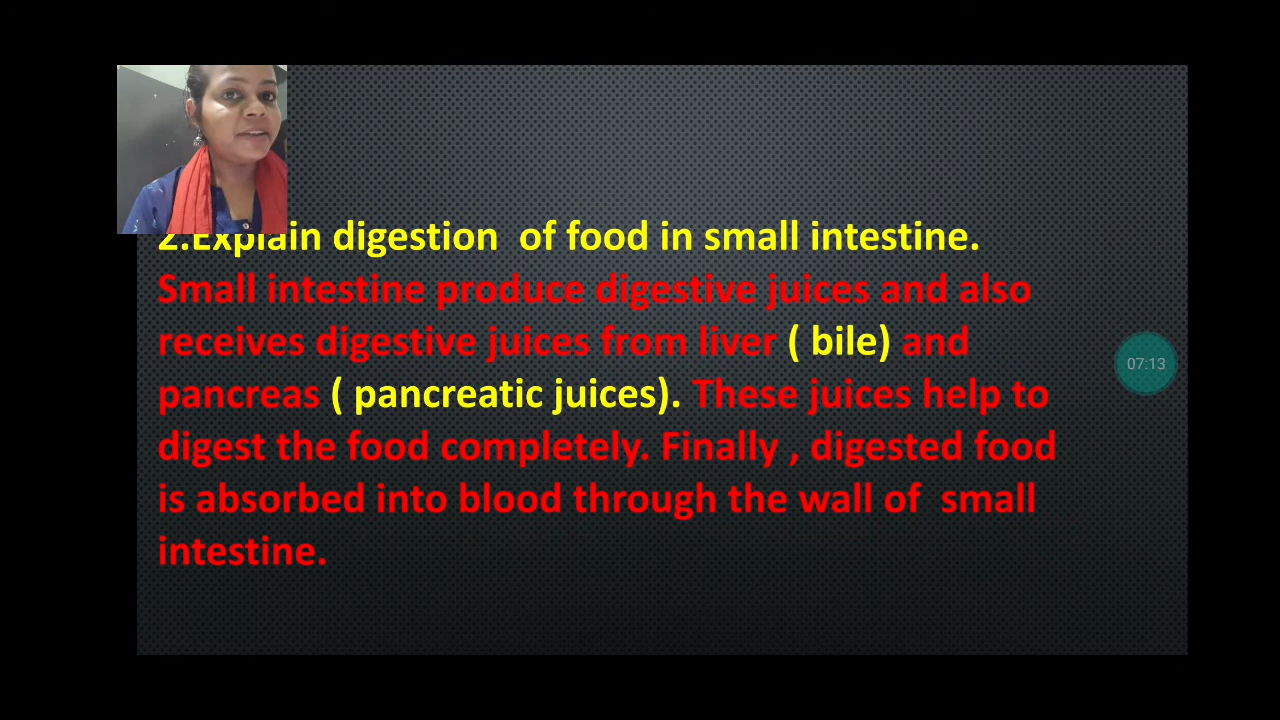 2.Explain digestion  of food in small intestine.
Small intestine produce digestive juices and also
receives digestive juices from liver ( bile) and
pancreas ( pancreatic juices). These juices help to
digest the food completely. Finally , digested food
is absorbed into blood through the wall of  small
intestine.
07:13